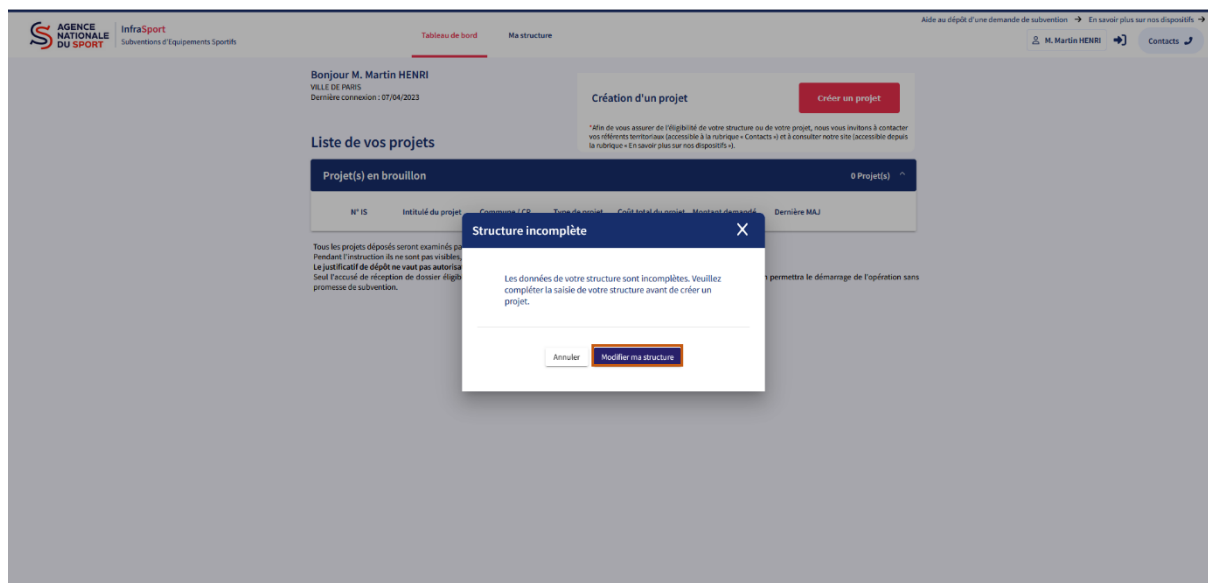 Aide au dépôt d'une demande de subvention → En savoir plus sur nos dispositifs →
AGENCE
NATIONALE
DU SPORT
InfraSport
Subventions d'Equipements Sportifs
Tableau de bord
Ma structure
M. Martin HENRI
Contacts
Bonjour M. Martin HENRI
VILLE DE PARIS
Dernière connexion : 07/04/2023
Création d'un projet
Créer un projet
*Afin de vous assurer de l'éligibilité de votre structure ou de votre projet, nous vous invitons à contacter
vos référents territoriaux (accessible à la rubrique « Contacts ») et à consulter notre site (accessible depuis
la rubrique « En savoir plus sur nos dispositifs »).
Liste de vos projets
Projet(s) en brouillon
0 Projet(s)
N° IS Intitulé du projet Commune / CP Type de projet Coût total du projet Montant demandé Dernière MAJ
Structure incomplète X
Tous les projets déposés seront examinés pa
Pendant l'instruction ils ne sont pas visibles,
Le justificatif de dépôt ne vaut pas autorisa
Seul l'accusé de réception de dossier éligib
permettra le démarrage de l'opération sans
promesse de subvention.
Les données de votre structure sont incomplètes. Veuillez
compléter la saisie de votre structure avant de créer un
projet.
Annuler
Modifier ma structure